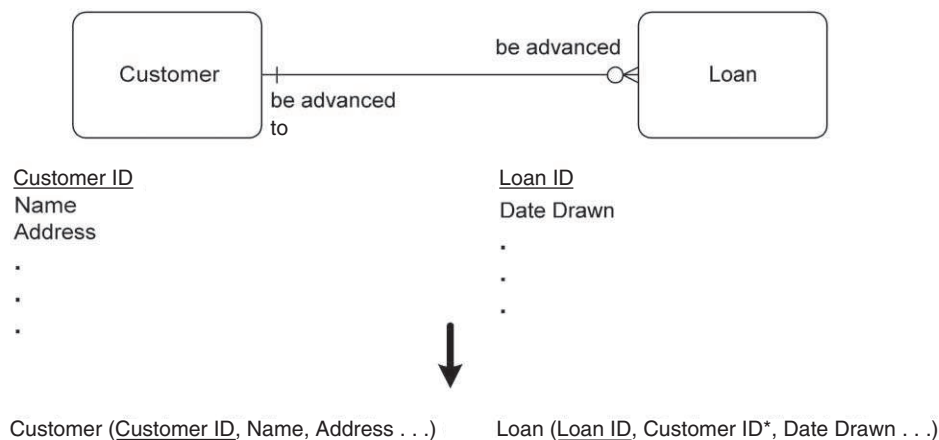 Customer
be advanced
Loan
be advanced
to
Customer ID
Name
Address
.
.
.
Loan ID
Date Drawn
.
.
.
Customer (Customer ID, Name, Address . . .)
Loan (Loan ID, Customer ID*, Date Drawn . . .)